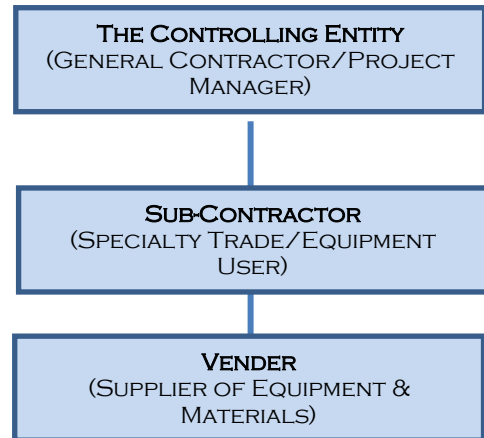 The Controlling Entity
(General Contractor/Project
Manager)
Sub-Contractor
(Specialty Trade/Equipment
User)
Vender
(Supplier of Equipment &
Materials)